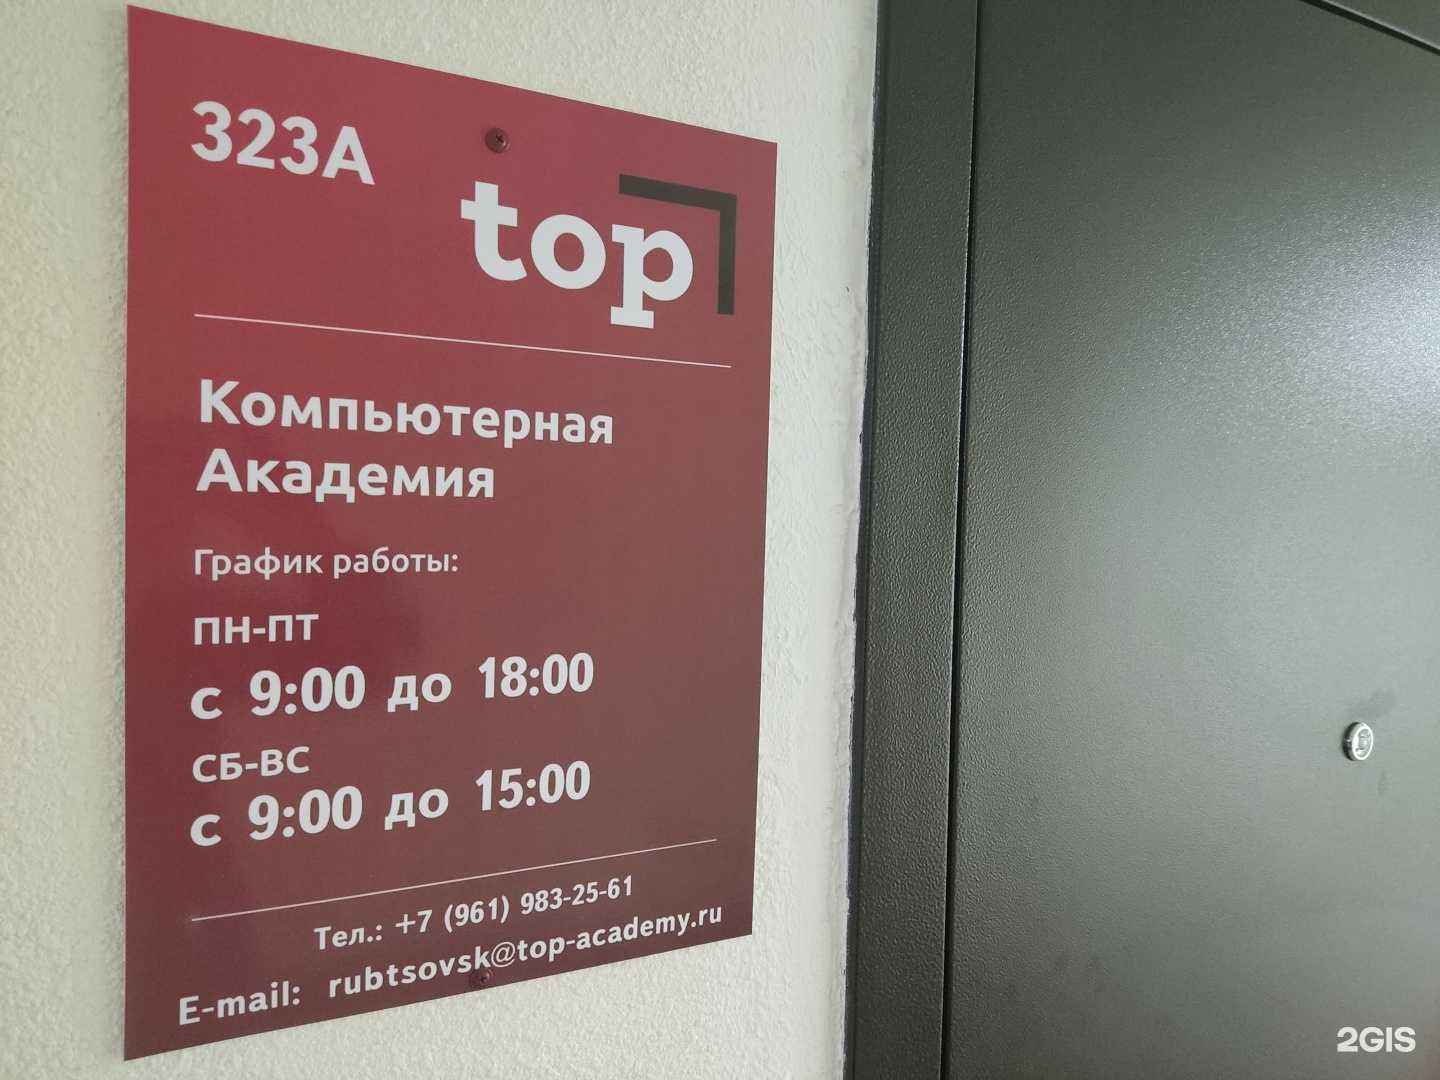 323А
top
Компьютерная
Академия
График работы:
ПН-ПТ
с 9:00 до 18:00
СБ-ВС
с 9:00 до 15:00
Тел.: +7 (961) 983-25-61
E-mail: rubtsovsk@top-academy.ru
2GIS